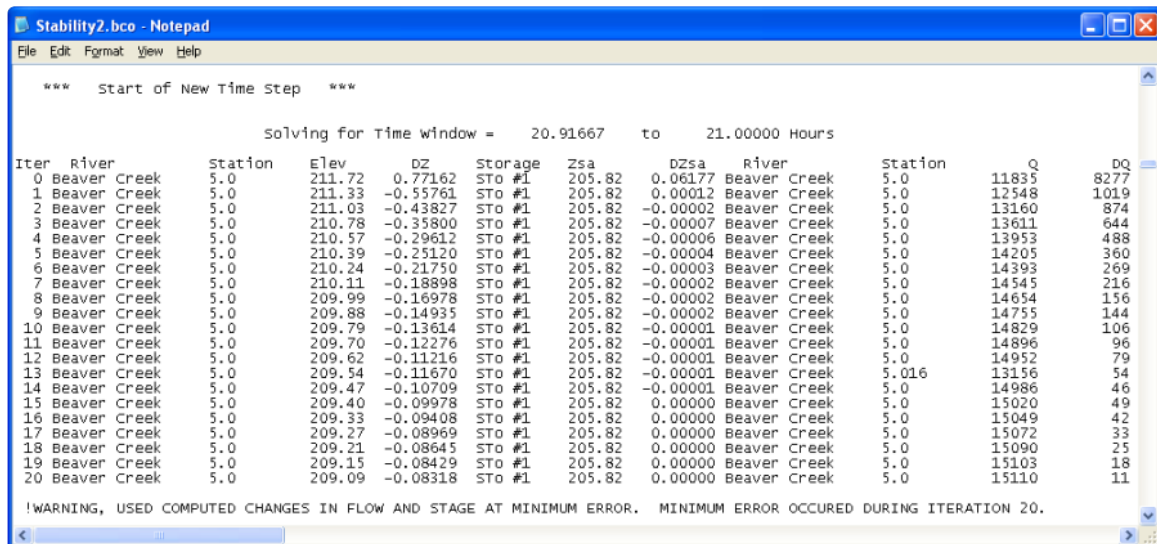 Stability2.bco - Notepad
File Edit Format View Help
*** Start of New Time Step ***
Solving for Time Window = 20.91667 to 21.00000 Hours
Iter River Station Elev DZ Storage Zsa DZsa River Station Q DQ
0 Beaver Creek 5.0 211.72 0.77162 STo #1 205.82 0.06177 Beaver Creek 5.0 11835 8277
1 Beaver Creek 5.0 211.33 -0.55761 STo #1 205.82 0.00012 Beaver Creek 5.0 12548 1019
2 Beaver Creek 5.0 211.03 -0.43827 STo #1 205.82 -0.00002 Beaver Creek 5.0 13160 874
3 Beaver Creek 5.0 210.78 -0.35800 STo #1 205.82 -0.00007 Beaver Creek 5.0 13611 644
4 Beaver Creek 5.0 210.57 -0.29612 STo #1 205.82 -0.00006 Beaver Creek 5.0 13953 488
5 Beaver Creek 5.0 210.39 -0.25120 STo #1 205.82 -0.00004 Beaver Creek 5.0 14205 360
6 Beaver Creek 5.0 210.24 -0.21750 STo #1 205.82 -0.00003 Beaver Creek 5.0 14393 269
7 Beaver Creek 5.0 210.11 -0.18898 STo #1 205.82 -0.00002 Beaver Creek 5.0 14545 216
8 Beaver Creek 5.0 209.99 -0.16978 STo #1 205.82 -0.00002 Beaver Creek 5.0 14654 156
9 Beaver Creek 5.0 209.88 -0.14935 STo #1 205.82 -0.00002 Beaver Creek 5.0 14755 144
10 Beaver Creek 5.0 209.79 -0.13614 STo #1 205.82 -0.00001 Beaver Creek 5.0 14829 106
11 Beaver Creek 5.0 209.70 -0.12276 STo #1 205.82 -0.00001 Beaver Creek 5.0 14896 96
12 Beaver Creek 5.0 209.62 -0.11216 STo #1 205.82 -0.00001 Beaver Creek 5.0 14952 79
13 Beaver Creek 5.0 209.54 -0.11670 STo #1 205.82 -0.00001 Beaver Creek 5.016 13156 54
14 Beaver Creek 5.0 209.47 -0.10709 STo #1 205.82 -0.00001 Beaver Creek 5.0 14986 46
15 Beaver Creek 5.0 209.40 -0.09978 STo #1 205.82 0.00000 Beaver Creek 5.0 15020 49
16 Beaver Creek 5.0 209.33 -0.09408 STo #1 205.82 0.00000 Beaver Creek 5.0 15049 42
17 Beaver Creek 5.0 209.27 -0.08969 STo #1 205.82 0.00000 Beaver Creek 5.0 15072 33
18 Beaver Creek 5.0 209.21 -0.08645 STo #1 205.82 0.00000 Beaver Creek 5.0 15090 25
19 Beaver Creek 5.0 209.15 -0.08429 STo #1 205.82 0.00000 Beaver Creek 5.0 15103 18
20 Beaver Creek 5.0 209.09 -0.08318 STo #1 205.82 0.00000 Beaver Creek 5.0 15110 11
!WARNING, USED COMPUTED CHANGES IN FLOW AND STAGE AT MINIMUM ERROR. MINIMUM ERROR OCCURED DURING ITERATION 20.